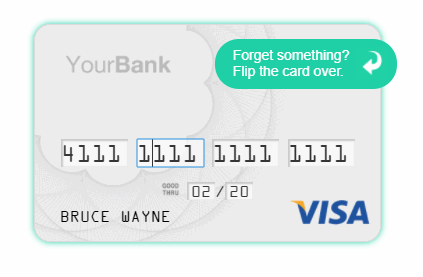 YourBank
Forget something?
Flip the card over.
4111 1111 1111 1111
GOOD
THRU
02/20
BRUCE WAYNE
VISA